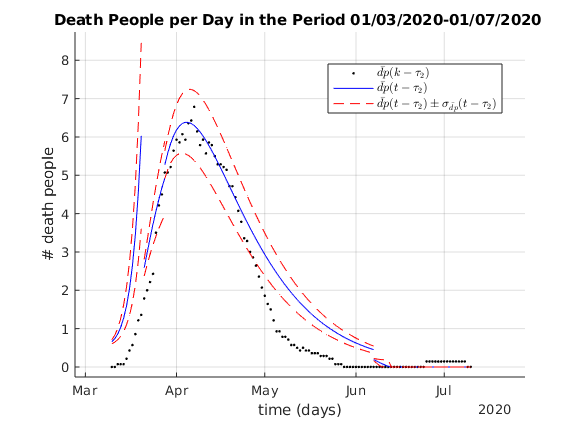 Death People per Day in the Period 01/03/2020-01/07/2020
8
7
6
5
4
3
2
1
0
# death people
d̄p(k − τ₂)
d̄p(t − τ₂)
d̄p(t − τ₂) ± σ_d̄p(t − τ₂)
Mar Apr May Jun Jul
time (days)
2020